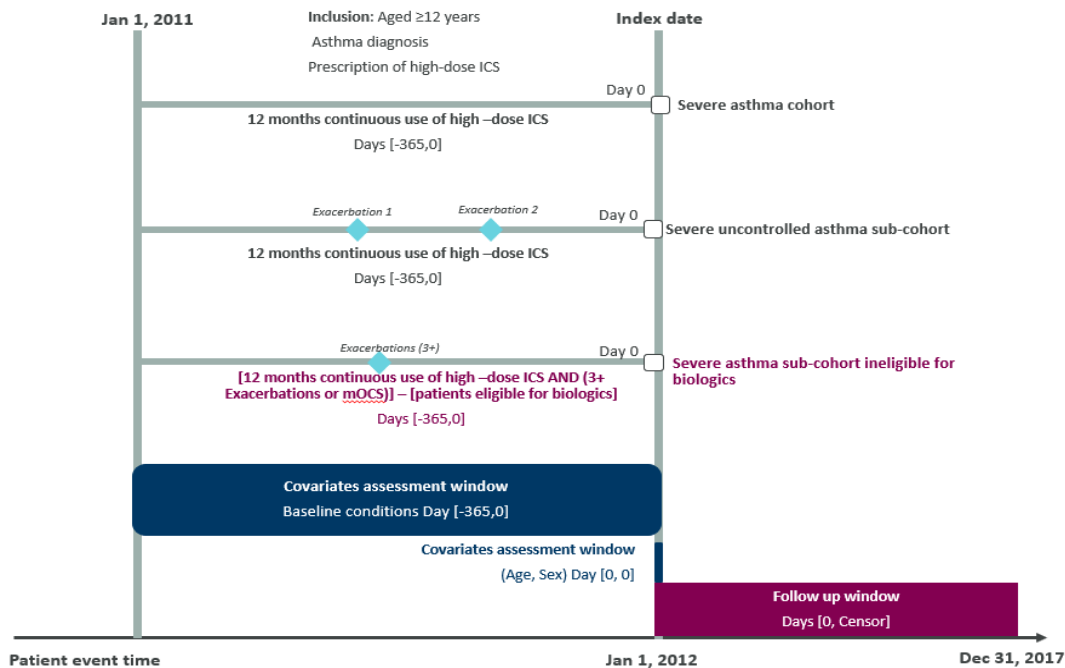 Jan 1, 2011
Inclusion: Aged ≥12 years
Asthma diagnosis
Prescription of high-dose ICS
Index date
Day 0
Severe asthma cohort
12 months continuous use of high –dose ICS
Days [-365,0]
Exacerbation 1
Exacerbation 2
Day 0
Severe uncontrolled asthma sub-cohort
12 months continuous use of high –dose ICS
Days [-365,0]
Exacerbations (3+)
Day 0
Severe asthma sub-cohort ineligible for
biologics
[12 months continuous use of high –dose ICS AND (3+
Exacerbations or mOCS)] – [patients eligible for biologics]
Days [-365,0]
Covariates assessment window
Baseline conditions Day [-365,0]
Covariates assessment window
(Age, Sex) Day [0, 0]
Follow up window
Days [0, Censor]
Patient event time
Jan 1, 2012
Dec 31, 2017